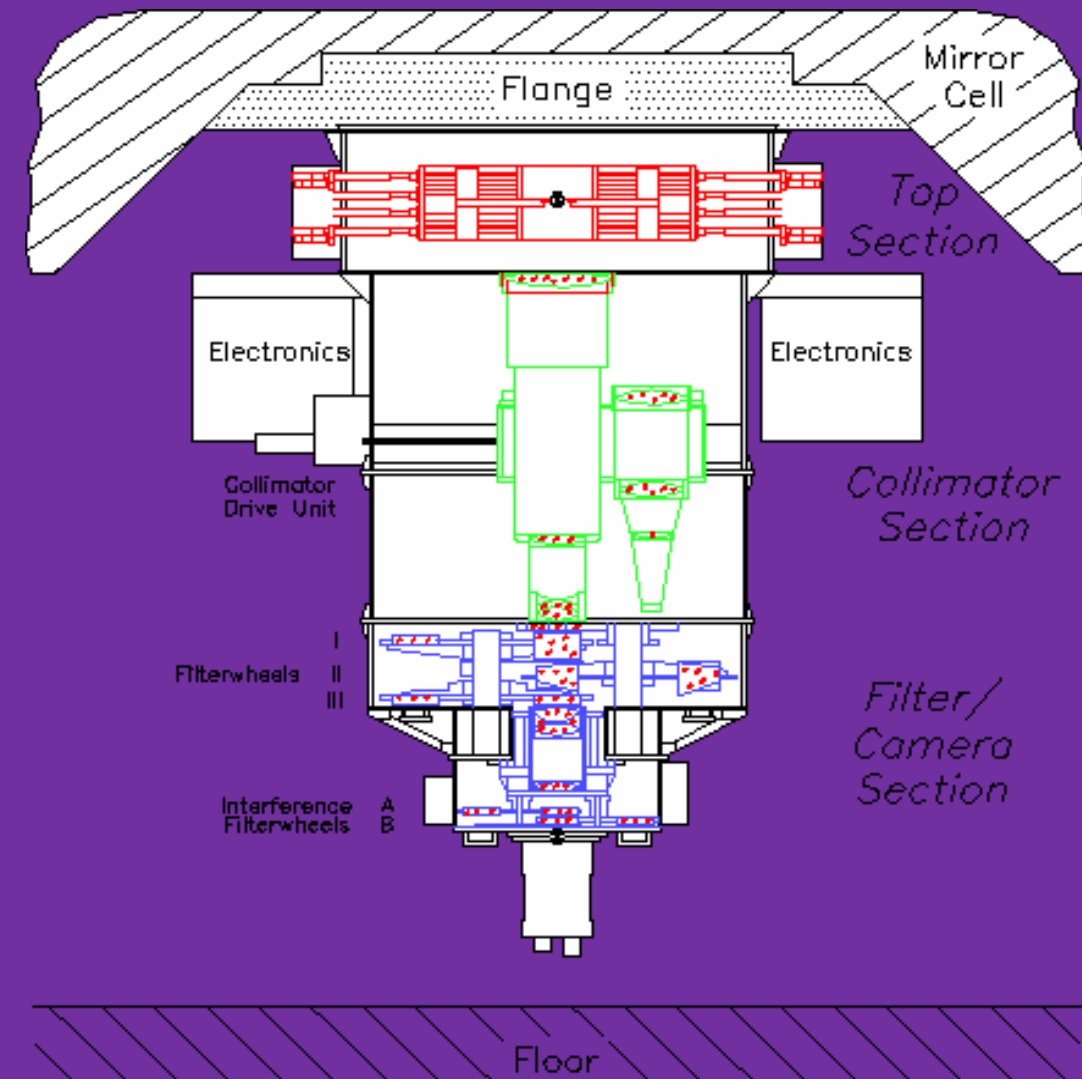 Mirror
Cell
Flange
Top
Section
Electronics
Electronics
Collimator
Drive Unit
Collimator
Section
I
Filterwheels II
III
Filter/
Camera
Section
Interference A
Filterwheels B
Floor